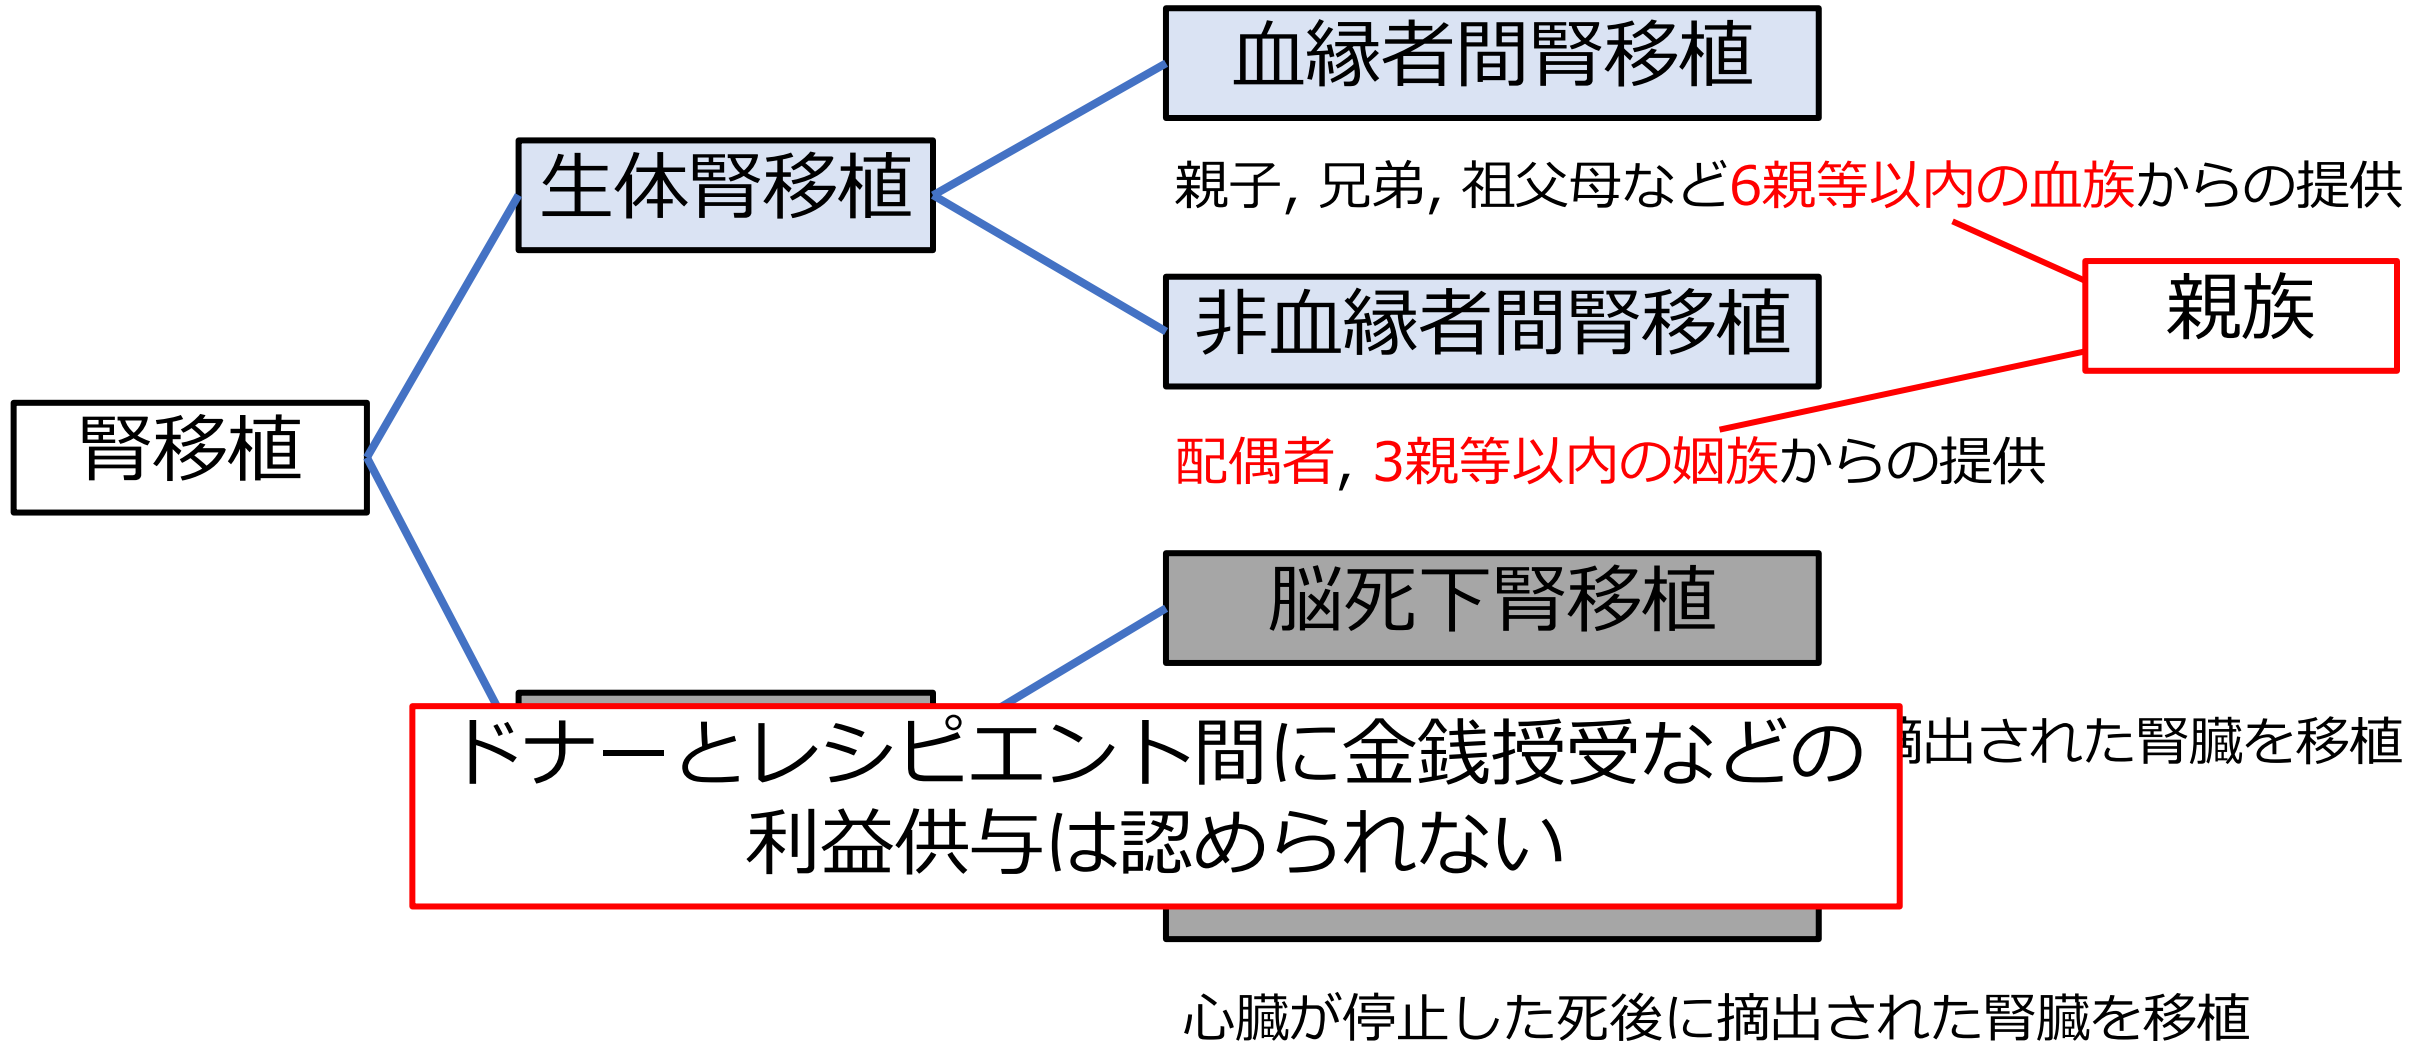 血縁者間腎移植
生体腎移植
親子, 兄弟, 祖父母など6親等以内の血族からの提供
非血縁者間腎移植
親族
腎移植
配偶者, 3親等以内の姻族からの提供
脳死下腎移植
ドナーとレシピエント間に金銭授受などの
利益供与は認められない
出された腎臓を移植
心臓が停止した死後に摘出された腎臓を移植